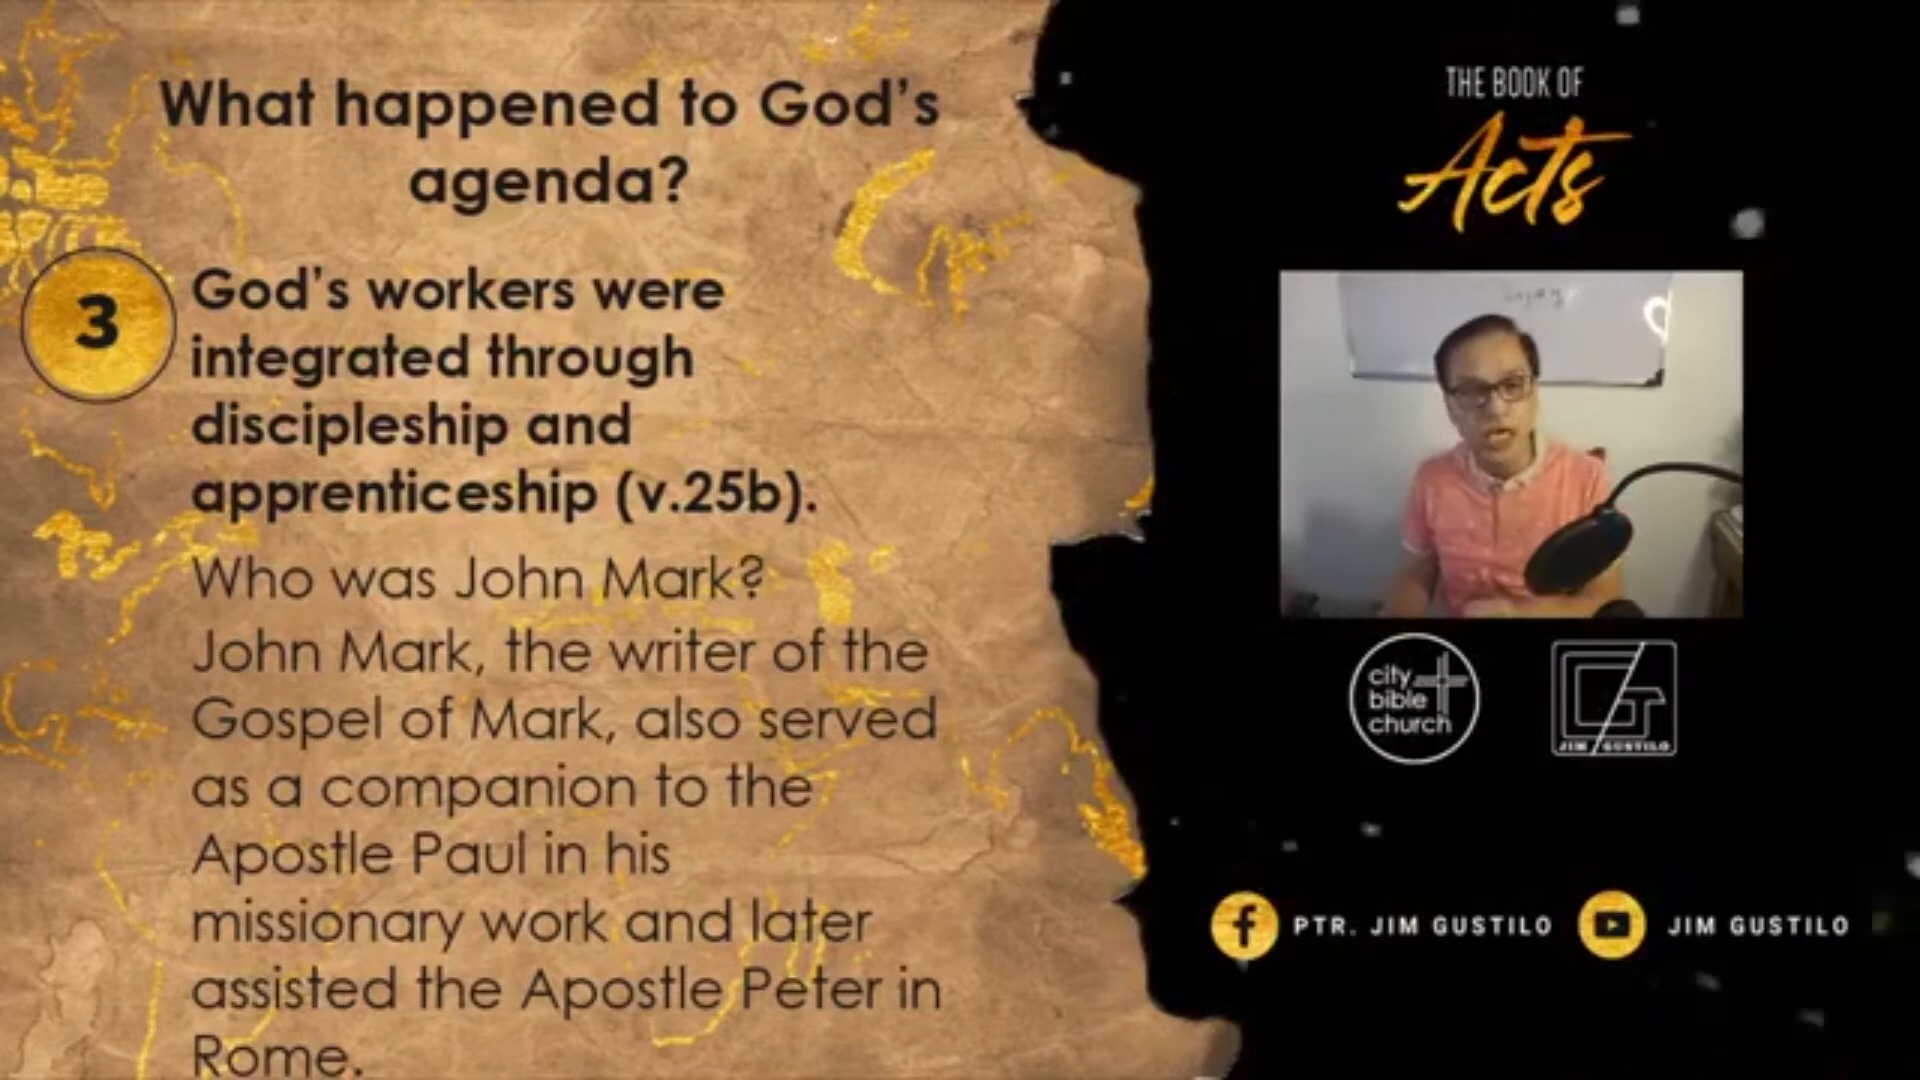 What happened to God's
agenda?
3
God's workers were
integrated through
discipleship and
apprenticeship (v.25b).
Who was John Mark?
John Mark, the writer of the
Gospel of Mark, also served
as a companion to the
Apostle Paul in his
missionary work and later
assisted the Apostle Peter in
Rome.
THE BOOK OF
Acts
city
bible
church
JIM GUSTILO
PTR. JIM GUSTILO
JIM GUSTILO